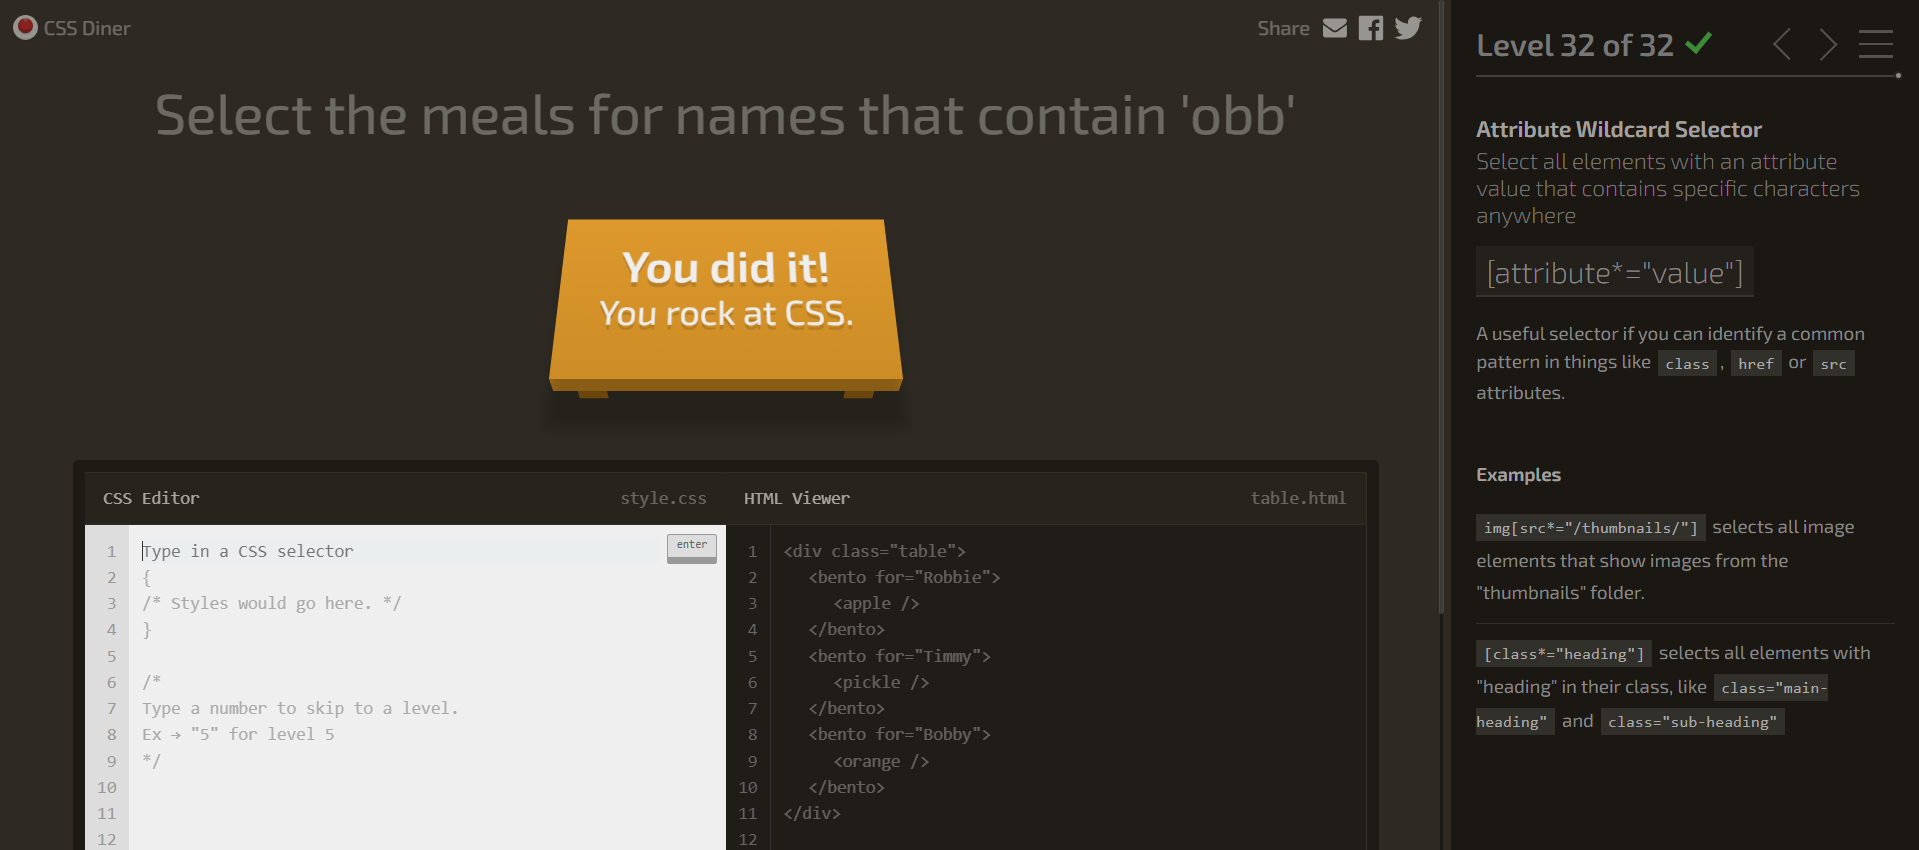 CSS Diner
Share
Select the meals for names that contain 'obb'
You did it!
You rock at CSS.
CSS Editor
style.css
HTML Viewer
table.html
1
2
3
4
5
6
7
8
9
10
11
12
Type in a CSS selector
enter
{
/* Styles would go here. */
}
/*
Type a number to skip to a level.
Ex → "5" for level 5
*/
1
2
3
4
5
6
7
8
9
10
11
12
<div class="table">
<bento for="Robbie">
<apple />
</bento>
<bento for="Timmy">
<pickle />
</bento>
<bento for="Bobby">
<orange />
</bento>
</div>
Level 32 of 32
Attribute Wildcard Selector
Select all elements with an attribute
value that contains specific characters
anywhere
[attribute*="value"]
A useful selector if you can identify a common
pattern in things like class , href or src
attributes.
Examples
img[src*="/thumbnails/"] selects all image
elements that show images from the
"thumbnails" folder.
[class*="heading"] selects all elements with
"heading" in their class, like class="main-
heading" and class="sub-heading"